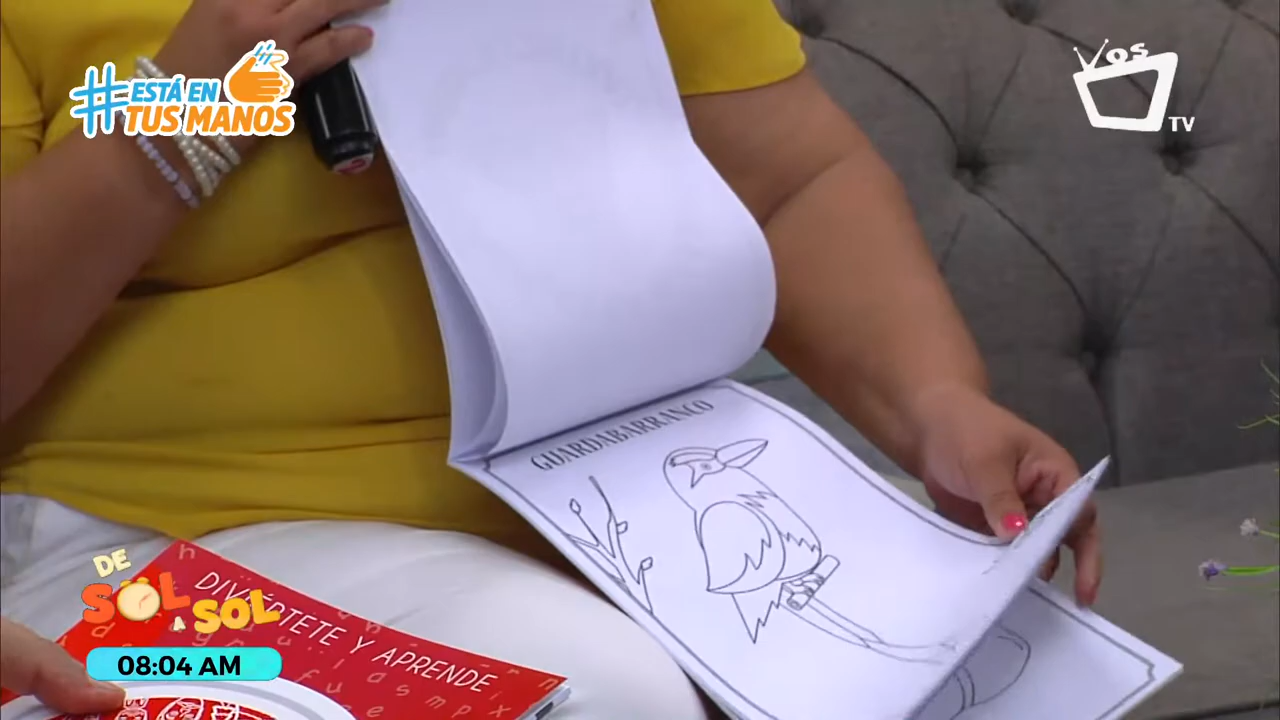 #ESTÁ EN
TUS MANOS
VOS
TV
GUARDABARRANCO
DIVIÉRTETE Y APRENDE
DE
SOL
A SOL
08:04 AM